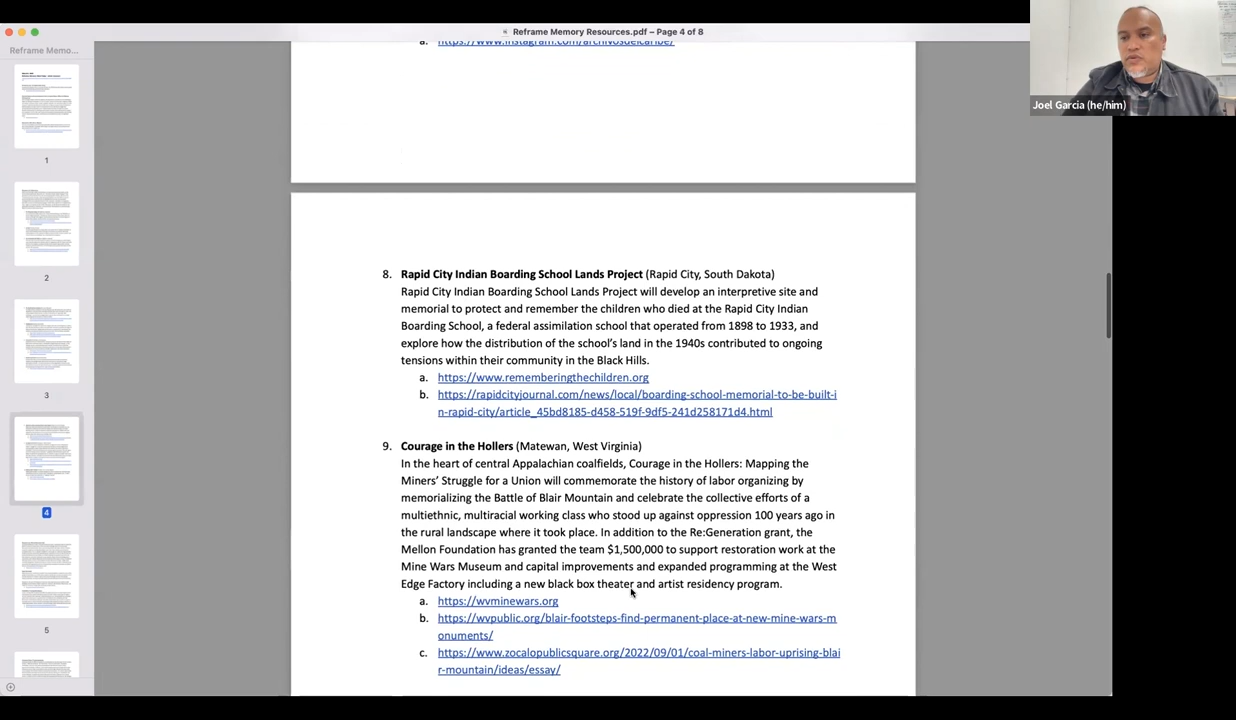 Reframe Memory Resources.pdf – Page 4 of 8
Reframe Memo...
1
2
3
4
5
a. https://www.instagram.com/archivosdelcaribe/
8. Rapid City Indian Boarding School Lands Project (Rapid City, South Dakota)
Rapid City Indian Boarding School Lands Project will develop an interpretive site and
memorial to protect and remember the children who died at the Rapid City Indian
Boarding School, a federal assimilation school that operated from 1898 to 1933, and
explore how the distribution of the school's land in the 1940s contributed to ongoing
tensions within their community in the Black Hills.
a. https://www.rememberingthechildren.org
b. https://rapidcityjournal.com/news/local/boarding-school-memorial-to-be-built-i
n-rapid-city/article_45bd8185-d458-519f-9df5-241d258171d4.html
9. Courage in the Hollers (Matewan, West Virginia)
In the heart of central Appalachian coalfields, Courage in the Hollers: Mapping the
Miners' Struggle for a Union will commemorate the history of labor organizing by
memorializing the Battle of Blair Mountain and celebrate the collective efforts of a
multiethnic, multiracial working class who stood up against oppression 100 years ago in
the rural landscape where it took place. In addition to the Re:Generation grant, the
Mellon Foundation has granted the team $1,500,000 to support restoration work at the
Mine Wars Museum and capital improvements and expanded programming at the West
Edge Factory including a new black box theater and artist residency program.
a. https://wvminewars.org
b. https://wvpublic.org/blair-footsteps-find-permanent-place-at-new-mine-wars-m
onuments/
c. https://www.zocalopublicsquare.org/2022/09/01/coal-miners-labor-uprising-blai
r-mountain/ideas/essay/
Joel Garcia (he/him)